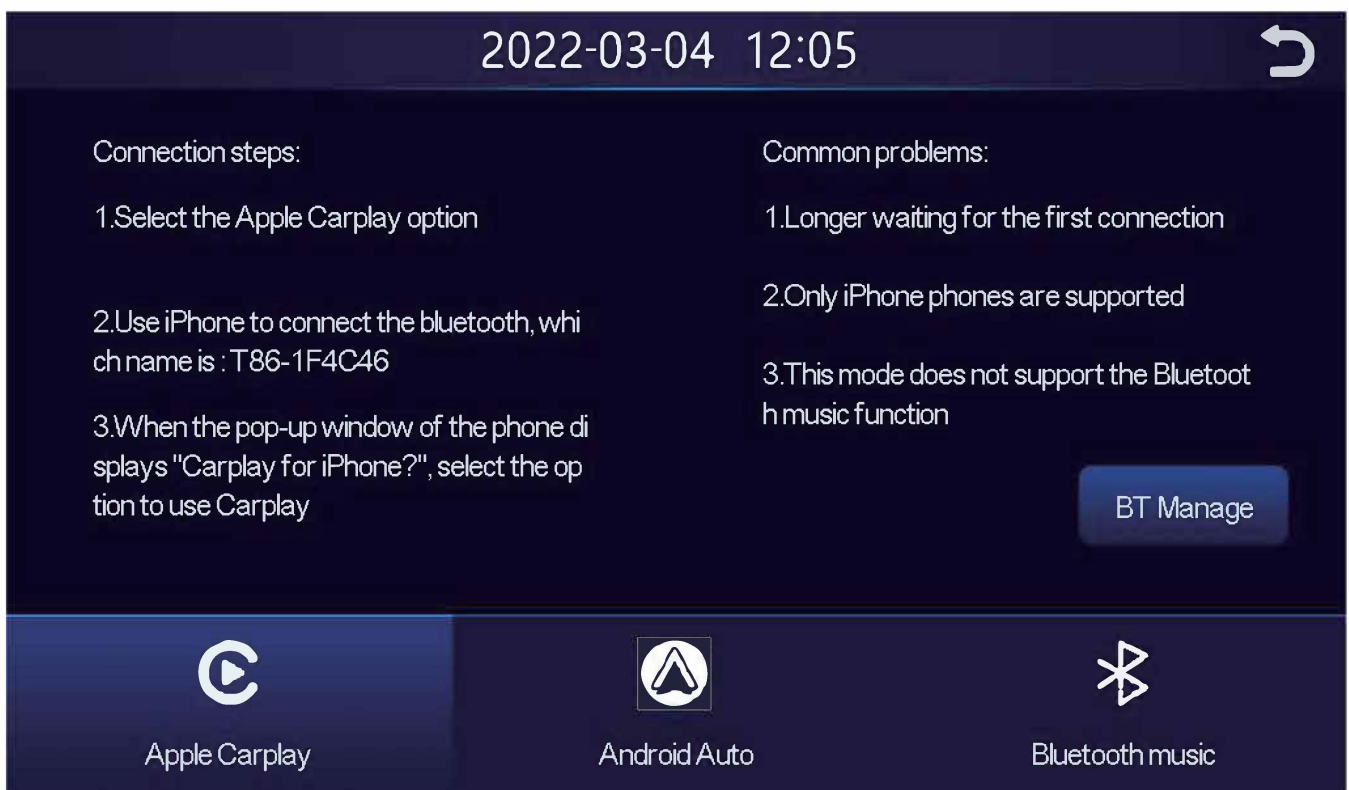 2022-03-04 12:05
Connection steps:
1.Select the Apple Carplay option
2.Use iPhone to connect the bluetooth, whi
ch name is : T86-1F4C46
3.When the pop-up window of the phone di
splays "Carplay for iPhone?", select the op
tion to use Carplay
Common problems:
1.Longer waiting for the first connection
2.Only iPhone phones are supported
3.This mode does not support the Bluetoot
h music function
BT Manage
Apple Carplay
Android Auto
Bluetooth music